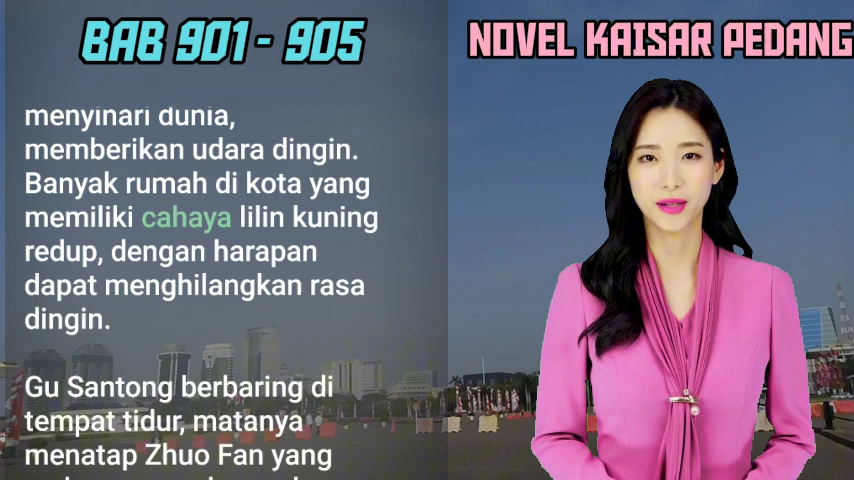 BAB 901 - 905
NOVEL KAISAR PEDANG
menyinari dunia,
memberikan udara dingin.
Banyak rumah di kota yang
memiliki cahaya lilin kuning
redup, dengan harapan
dapat menghilangkan rasa
dingin.
Gu Santong berbaring di
tempat tidur, matanya
menatap Zhuo Fan yang